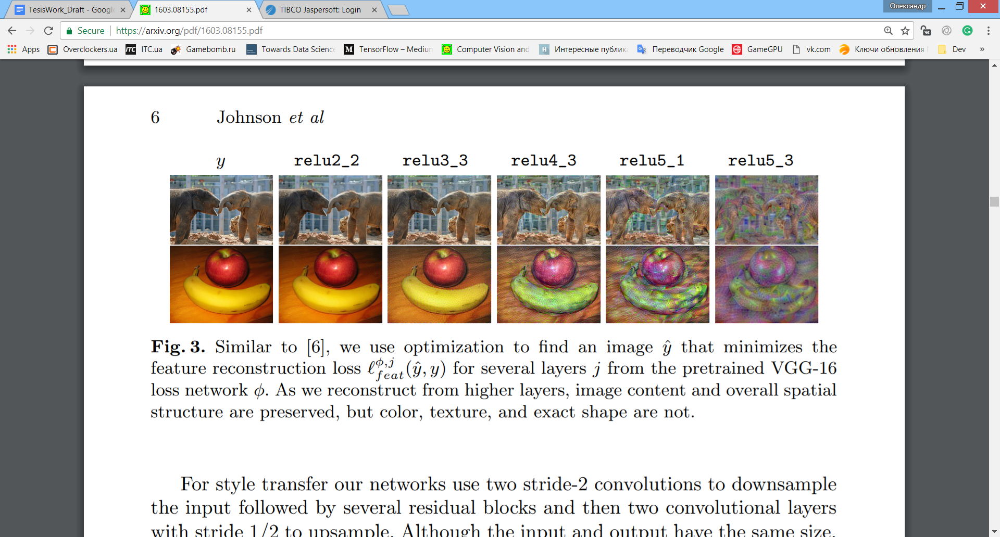 TesisWork_Draft - Googl
1603.08155.pdf
TIBCO Jaspersoft: Login
Олександр
Secure
https://arxiv.org/pdf/1603.08155.pdf
Apps
Overclockers.ua
ITC
ITC.ua
Gamebomb.ru
Towards Data Science
M
TensorFlow – Medium
Computer Vision and
H
Интересные публик
Переводчик Google
GameGPU
vk.com
Ключи обновления
Dev
»
6 Johnson et al
y relu2_2 relu3_3 relu4_3 relu5_1 relu5_3
Fig. 3. Similar to [6], we use optimization to find an image ŷ that minimizes the
feature reconstruction loss ℓ^{ϕ,j}_{feat}(ŷ, y) for several layers j from the pretrained VGG-16
loss network ϕ. As we reconstruct from higher layers, image content and overall spatial
structure are preserved, but color, texture, and exact shape are not.
For style transfer our networks use two stride-2 convolutions to downsample
the input followed by several residual blocks and then two convolutional layers
with stride 1/2 to upsample. Although the input and output have the same size,